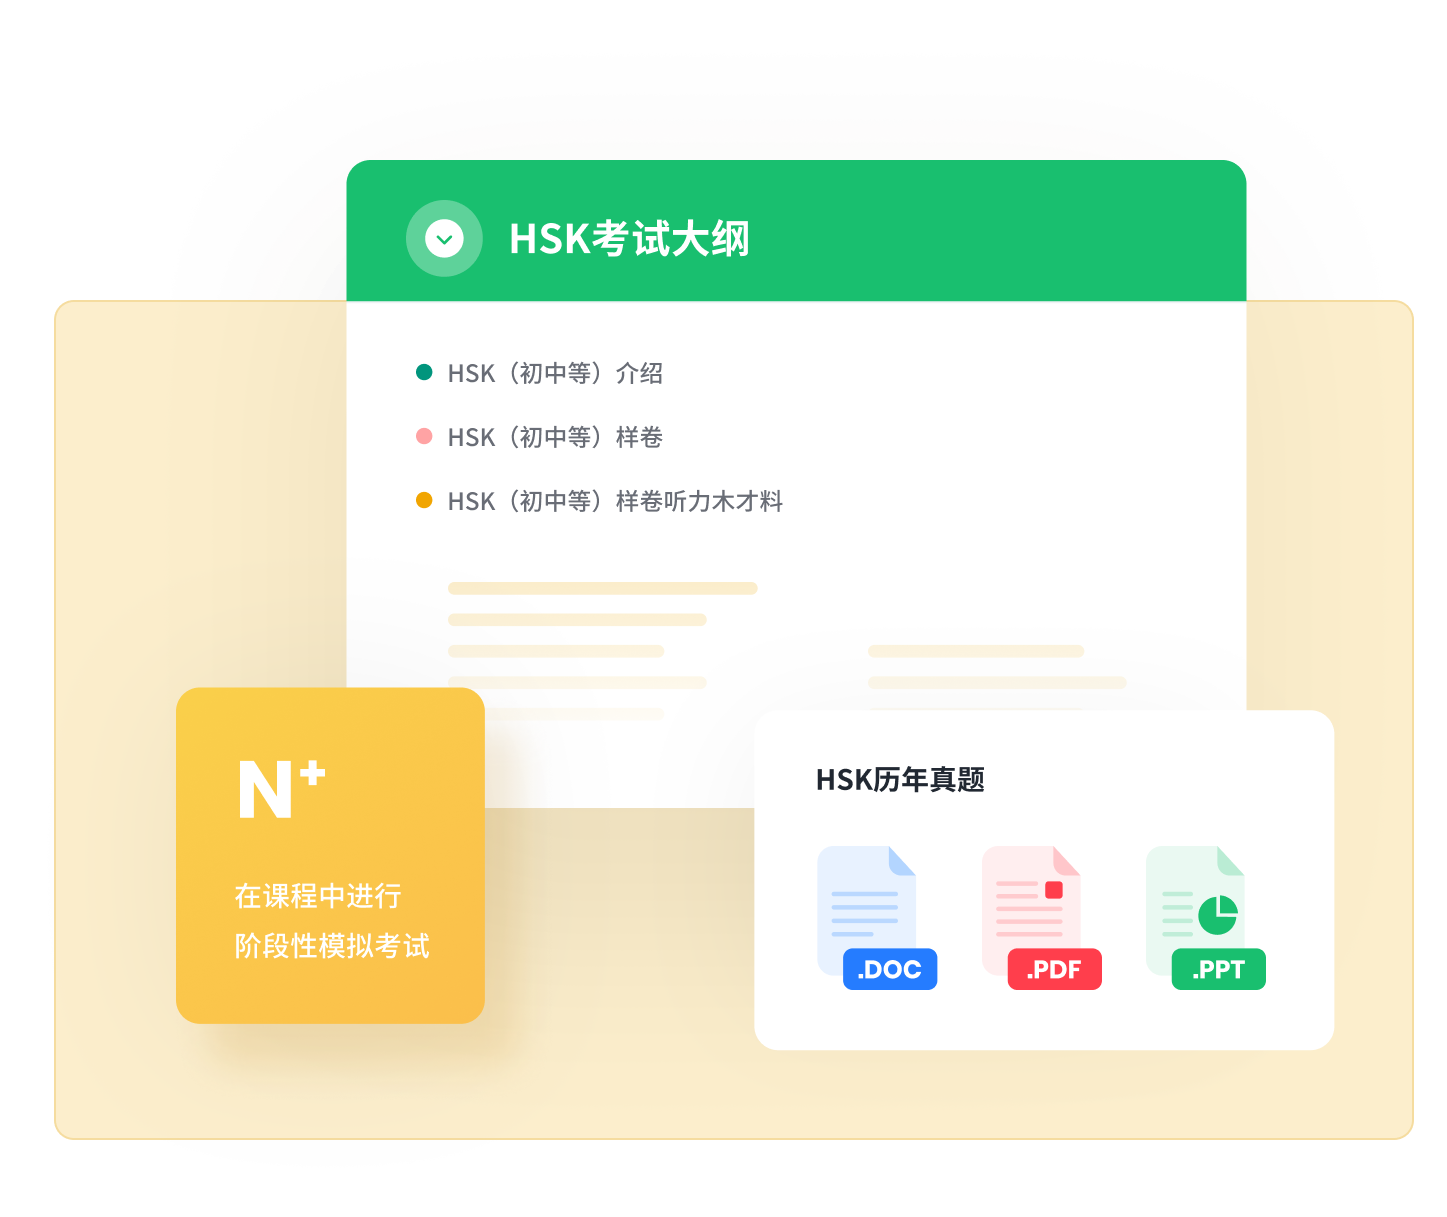 HSK考试大纲
HSK（初中等）介绍
HSK（初中等）样卷
HSK（初中等）样卷听力木才料
N+
在课程中进行
阶段性模拟考试
HSK历年真题
.DOC
.PDF
.PPT